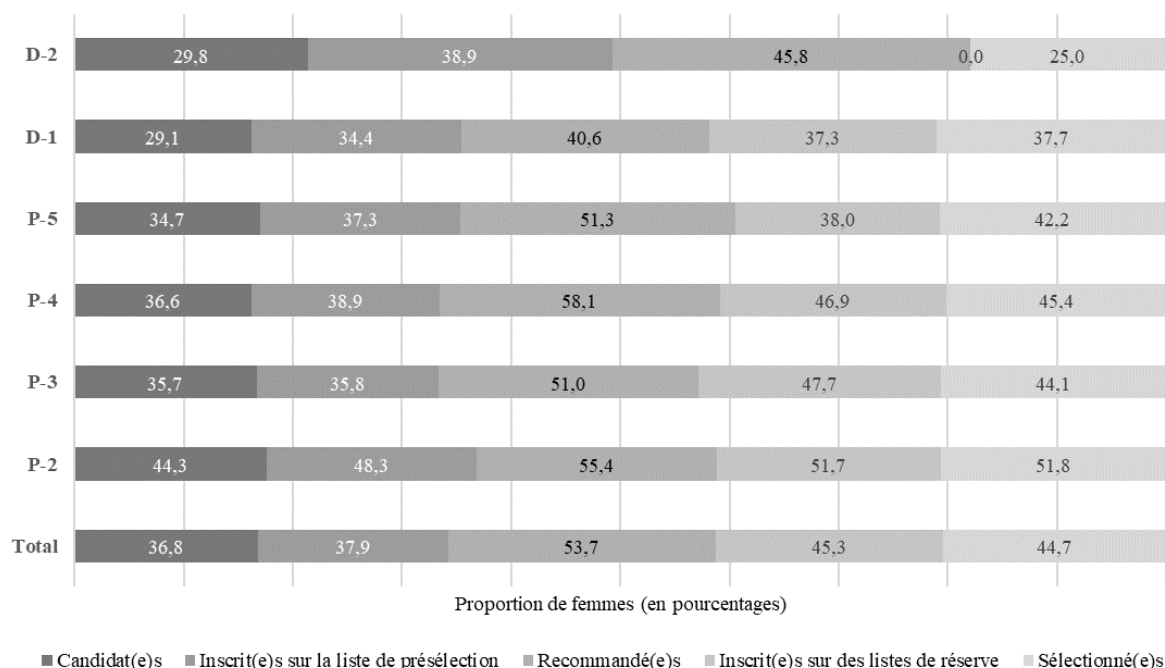 D-2 29,8 38,9 45,8 0,0 25,0
D-1 29,1 34,4 40,6 37,3 37,7
P-5 34,7 37,3 51,3 38,0 42,2
P-4 36,6 38,9 58,1 46,9 45,4
P-3 35,7 35,8 51,0 47,7 44,1
P-2 44,3 48,3 55,4 51,7 51,8
Total 36,8 37,9 53,7 45,3 44,7
Proportion de femmes (en pourcentages)
Candidat(e)s Inscrit(e)s sur la liste de présélection Recommandé(e)s Inscrit(e)s sur des listes de réserve Sélectionné(e)s